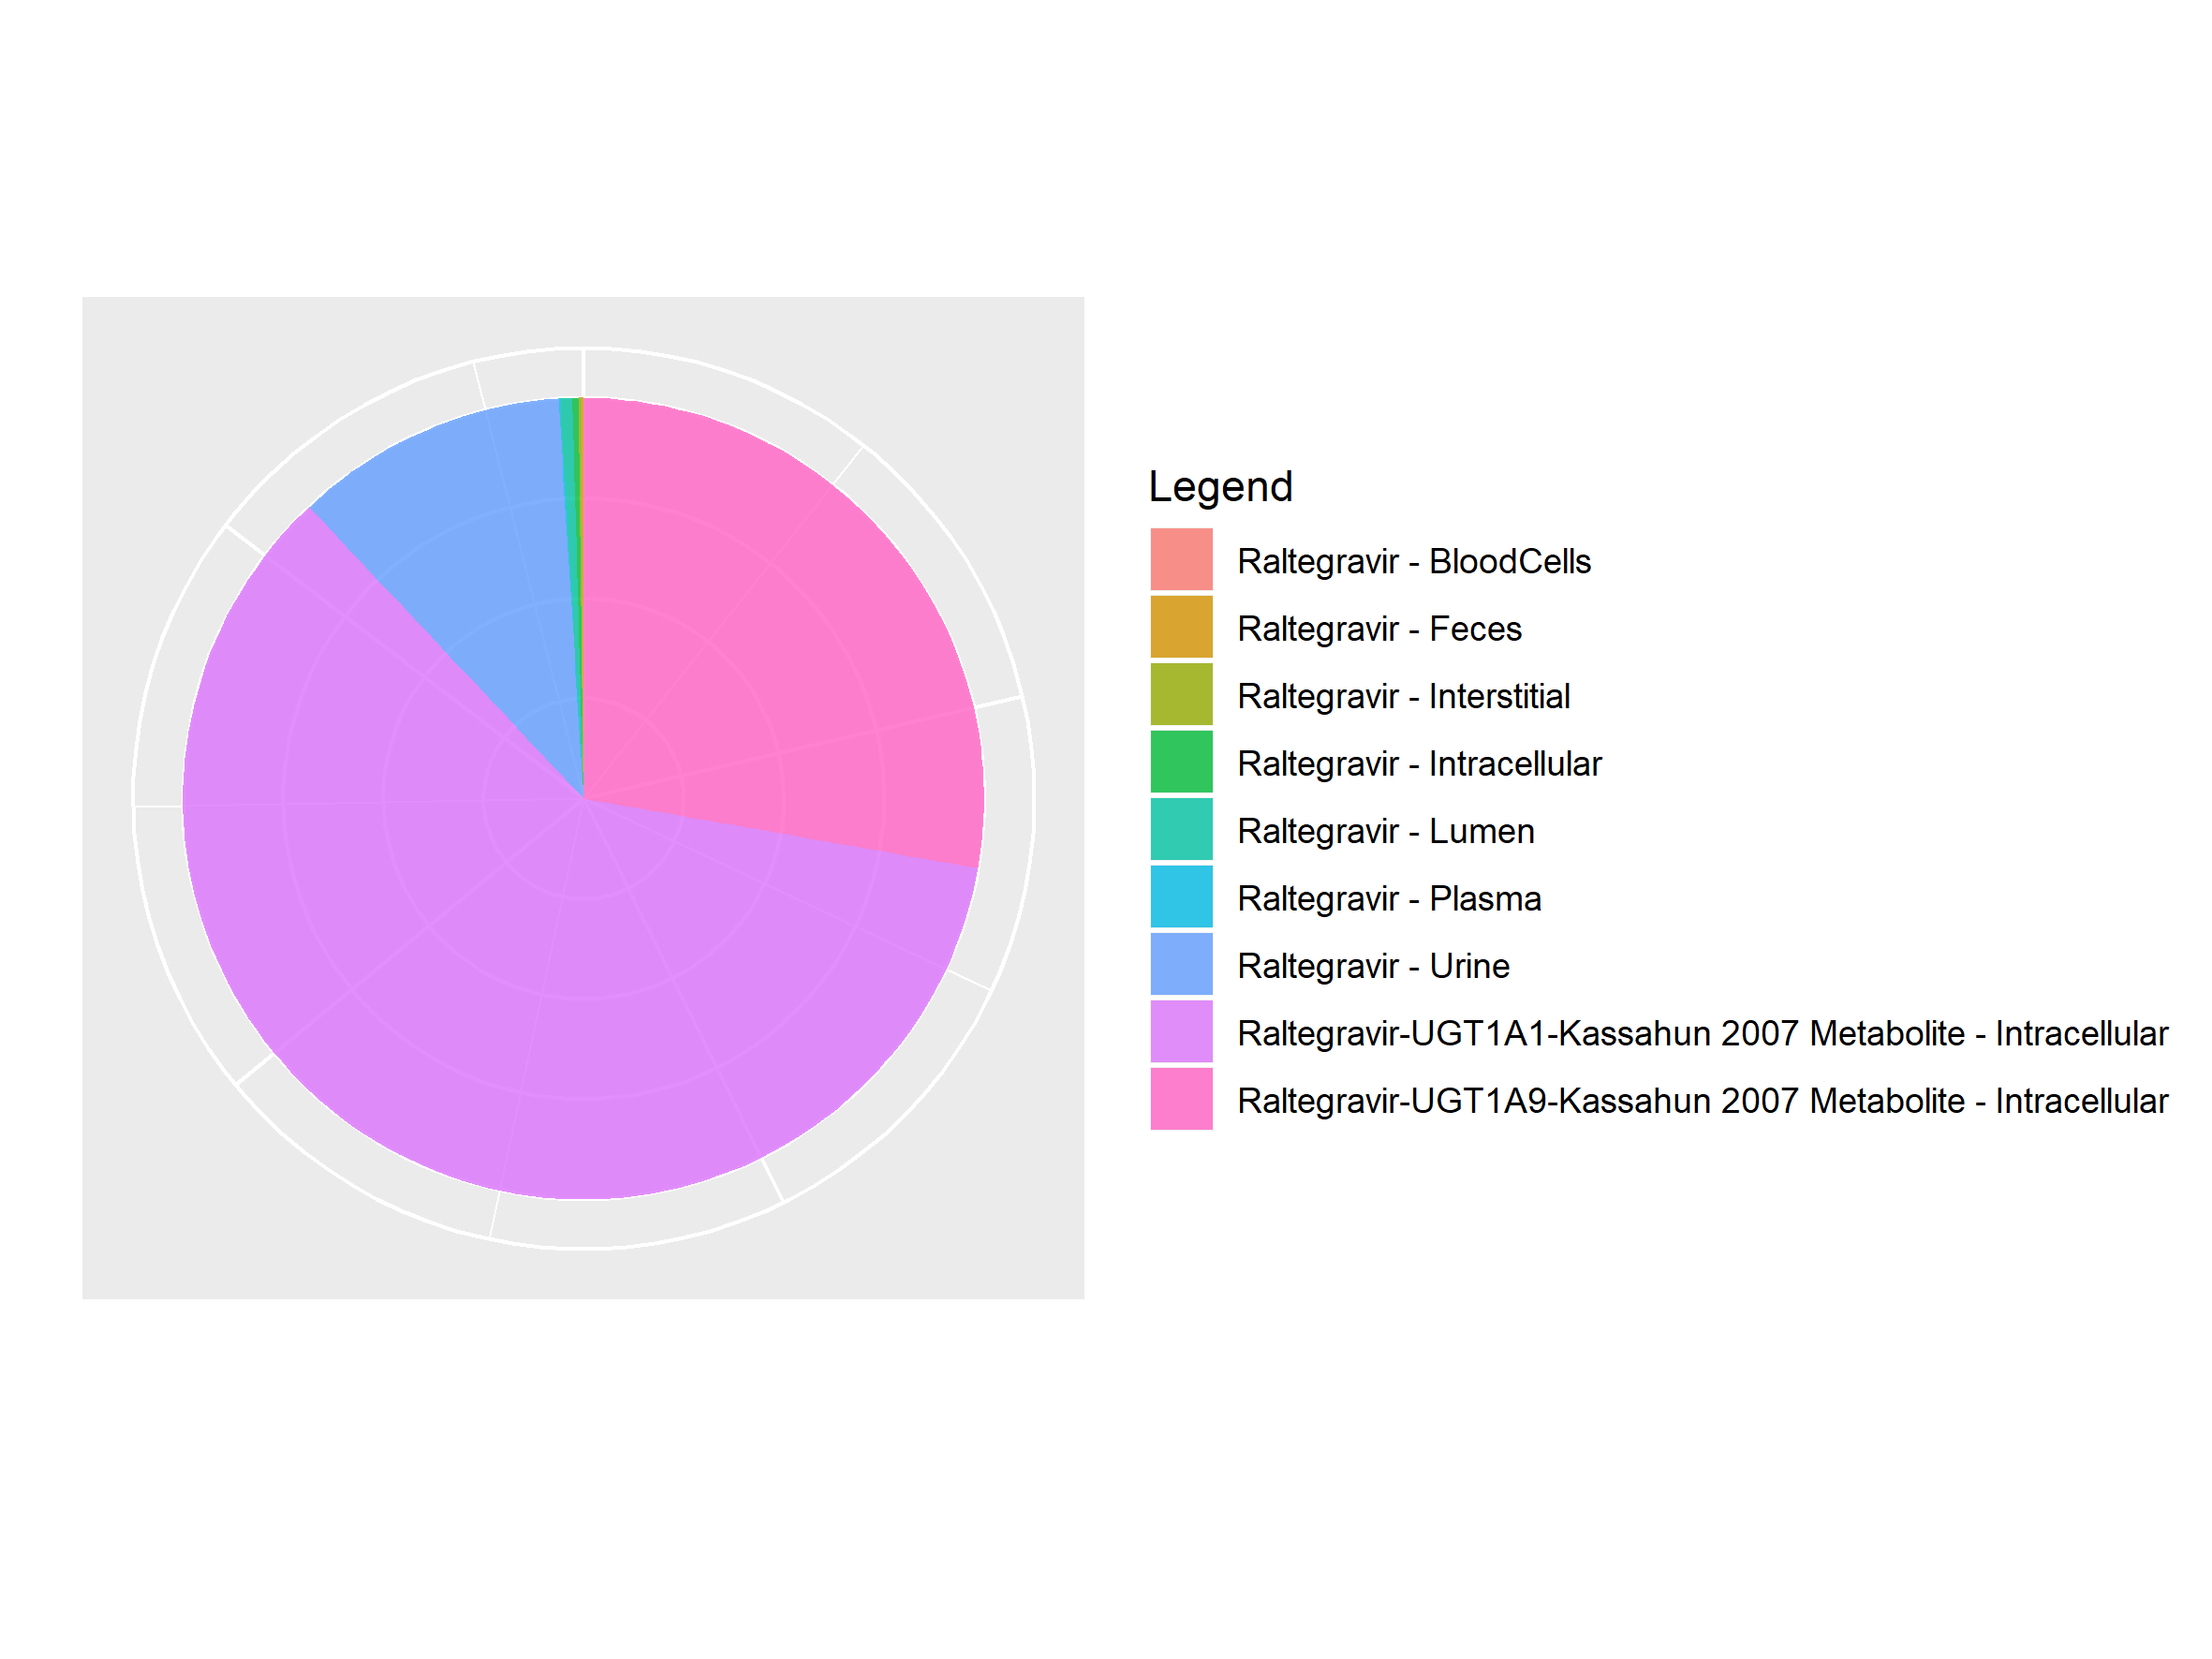 Legend
Raltegravir - BloodCells
Raltegravir - Feces
Raltegravir - Interstitial
Raltegravir - Intracellular
Raltegravir - Lumen
Raltegravir - Plasma
Raltegravir - Urine
Raltegravir-UGT1A1-Kassahun 2007 Metabolite - Intracellular
Raltegravir-UGT1A9-Kassahun 2007 Metabolite - Intracellular